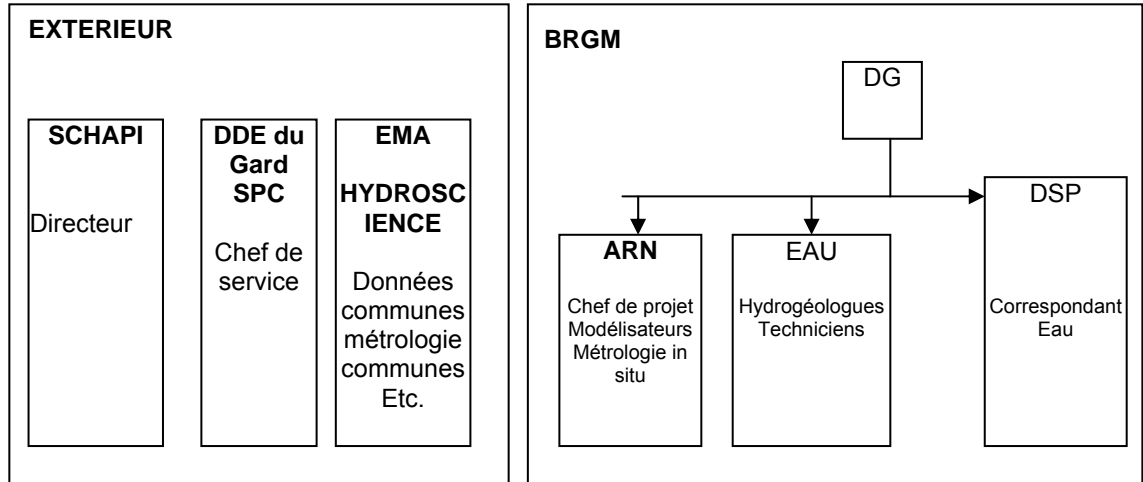 EXTERIEUR
SCHAPI
Directeur
DDE du
Gard
SPC
Chef de
service
EMA
HYDROSC
IENCE
Données
communes
métrologie
communes
Etc.
BRGM
DG
ARN
Chef de projet
Modélisateurs
Métrologie in
situ
EAU
Hydrogéologues
Techniciens
DSP
Correspondant
Eau